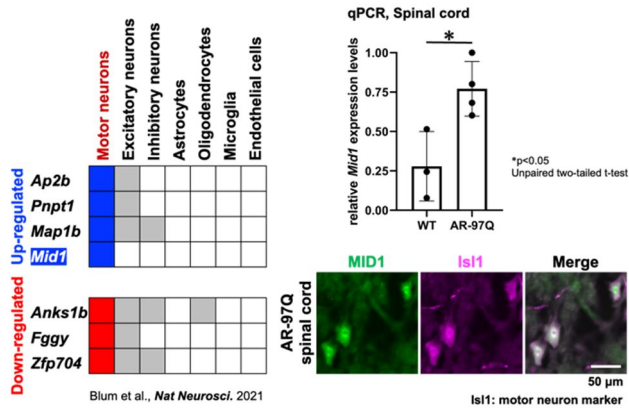 Motor neurons
Excitatory neurons
Inhibitory neurons
Astrocytes
Oligodendrocytes
Microglia
Endothelial cells
Up-regulated
Ap2b
Pnpt1
Map1b
Mid1
Down-regulated
Anks1b
Fggy
Zfp704
Blum et al., Nat Neurosci. 2021
qPCR, Spinal cord
*
relative Mid1 expression levels
1.00
0.75
0.50
0.25
0.00
WT AR-97Q
*p<0.05
Unpaired two-tailed t-test
MID1 Isl1 Merge
AR-97Q
spinal cord
50 µm
Isl1: motor neuron marker